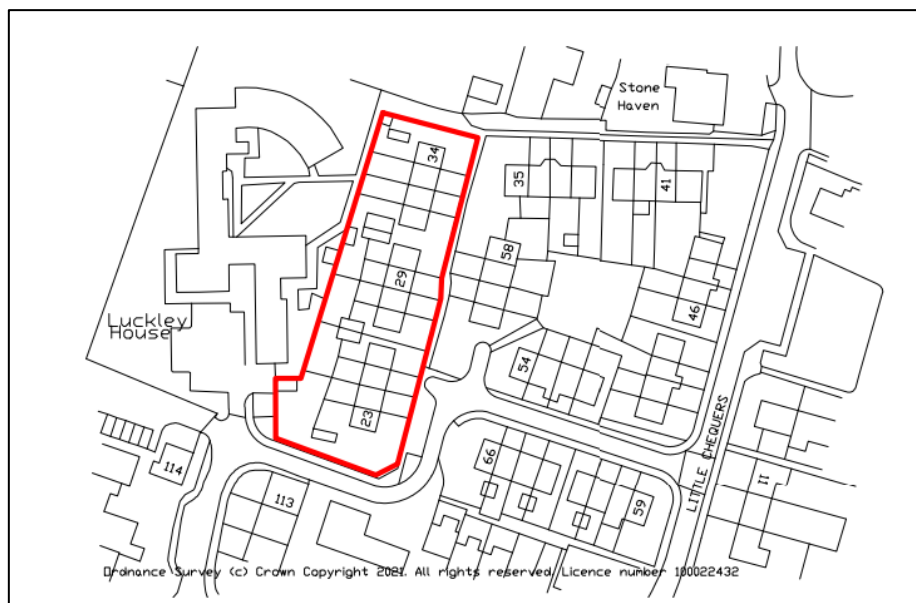 Stone
Haven
34
35
41
58
29
46
Luckley
House
54
23
LITTLE CHEQUERS
66
114
113
59
11
Ordnance Survey (c) Crown Copyright 2021. All rights reserved. Licence number 100022432